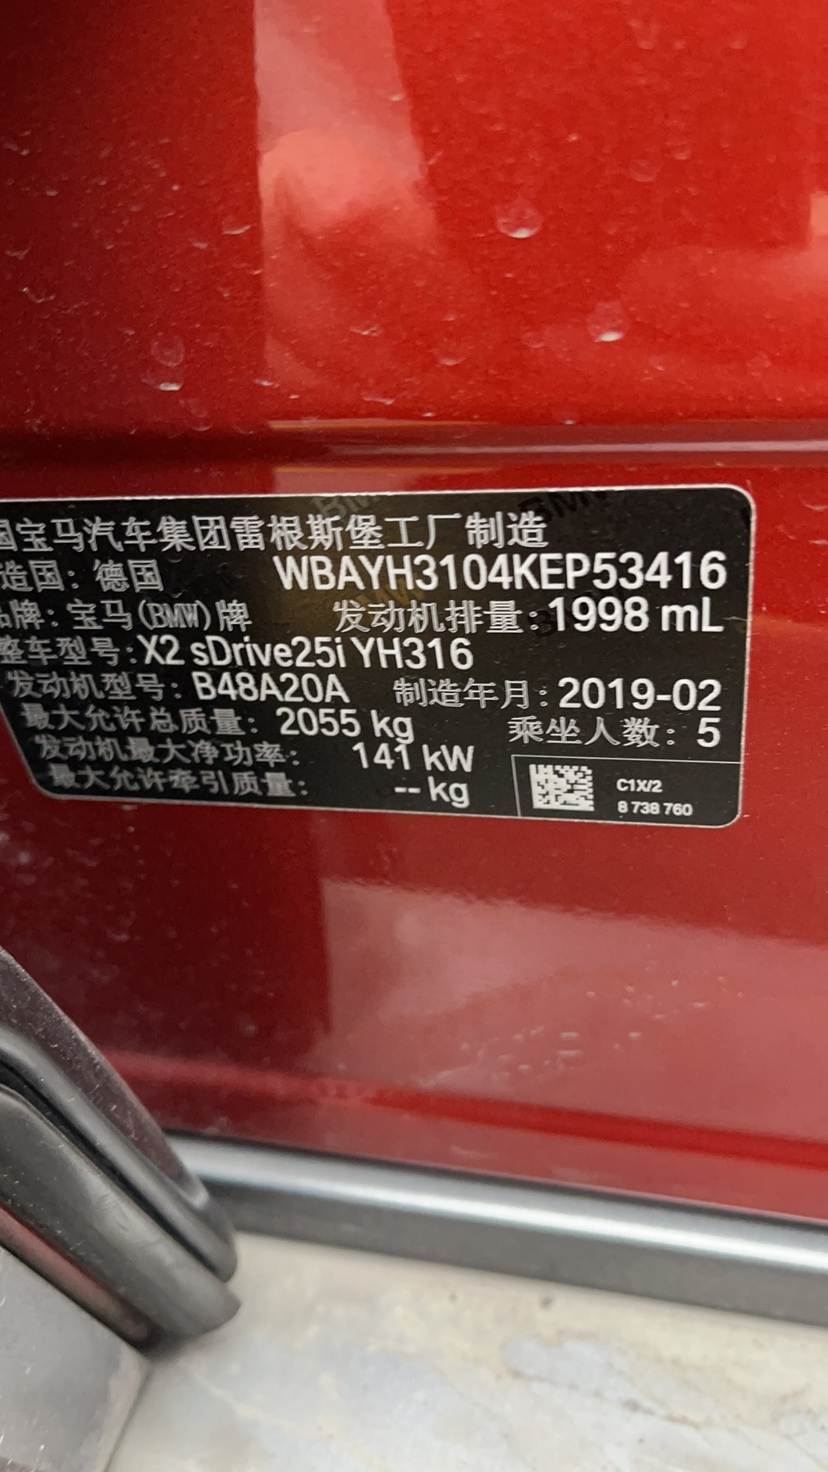 国宝马汽车集团雷根斯堡工厂制造
造国: 德国 WBAYH3104KEP53416
品牌: 宝马(BMW)牌 发动机排量: 1998 mL
整车型号: X2 sDrive25i YH316
发动机型号: B48A20A 制造年月: 2019-02
最大允许总质量: 2055 kg 乘坐人数: 5
发动机最大净功率: 141 kW
最大允许牵引质量: -- kg
C1X/2
8 738 760